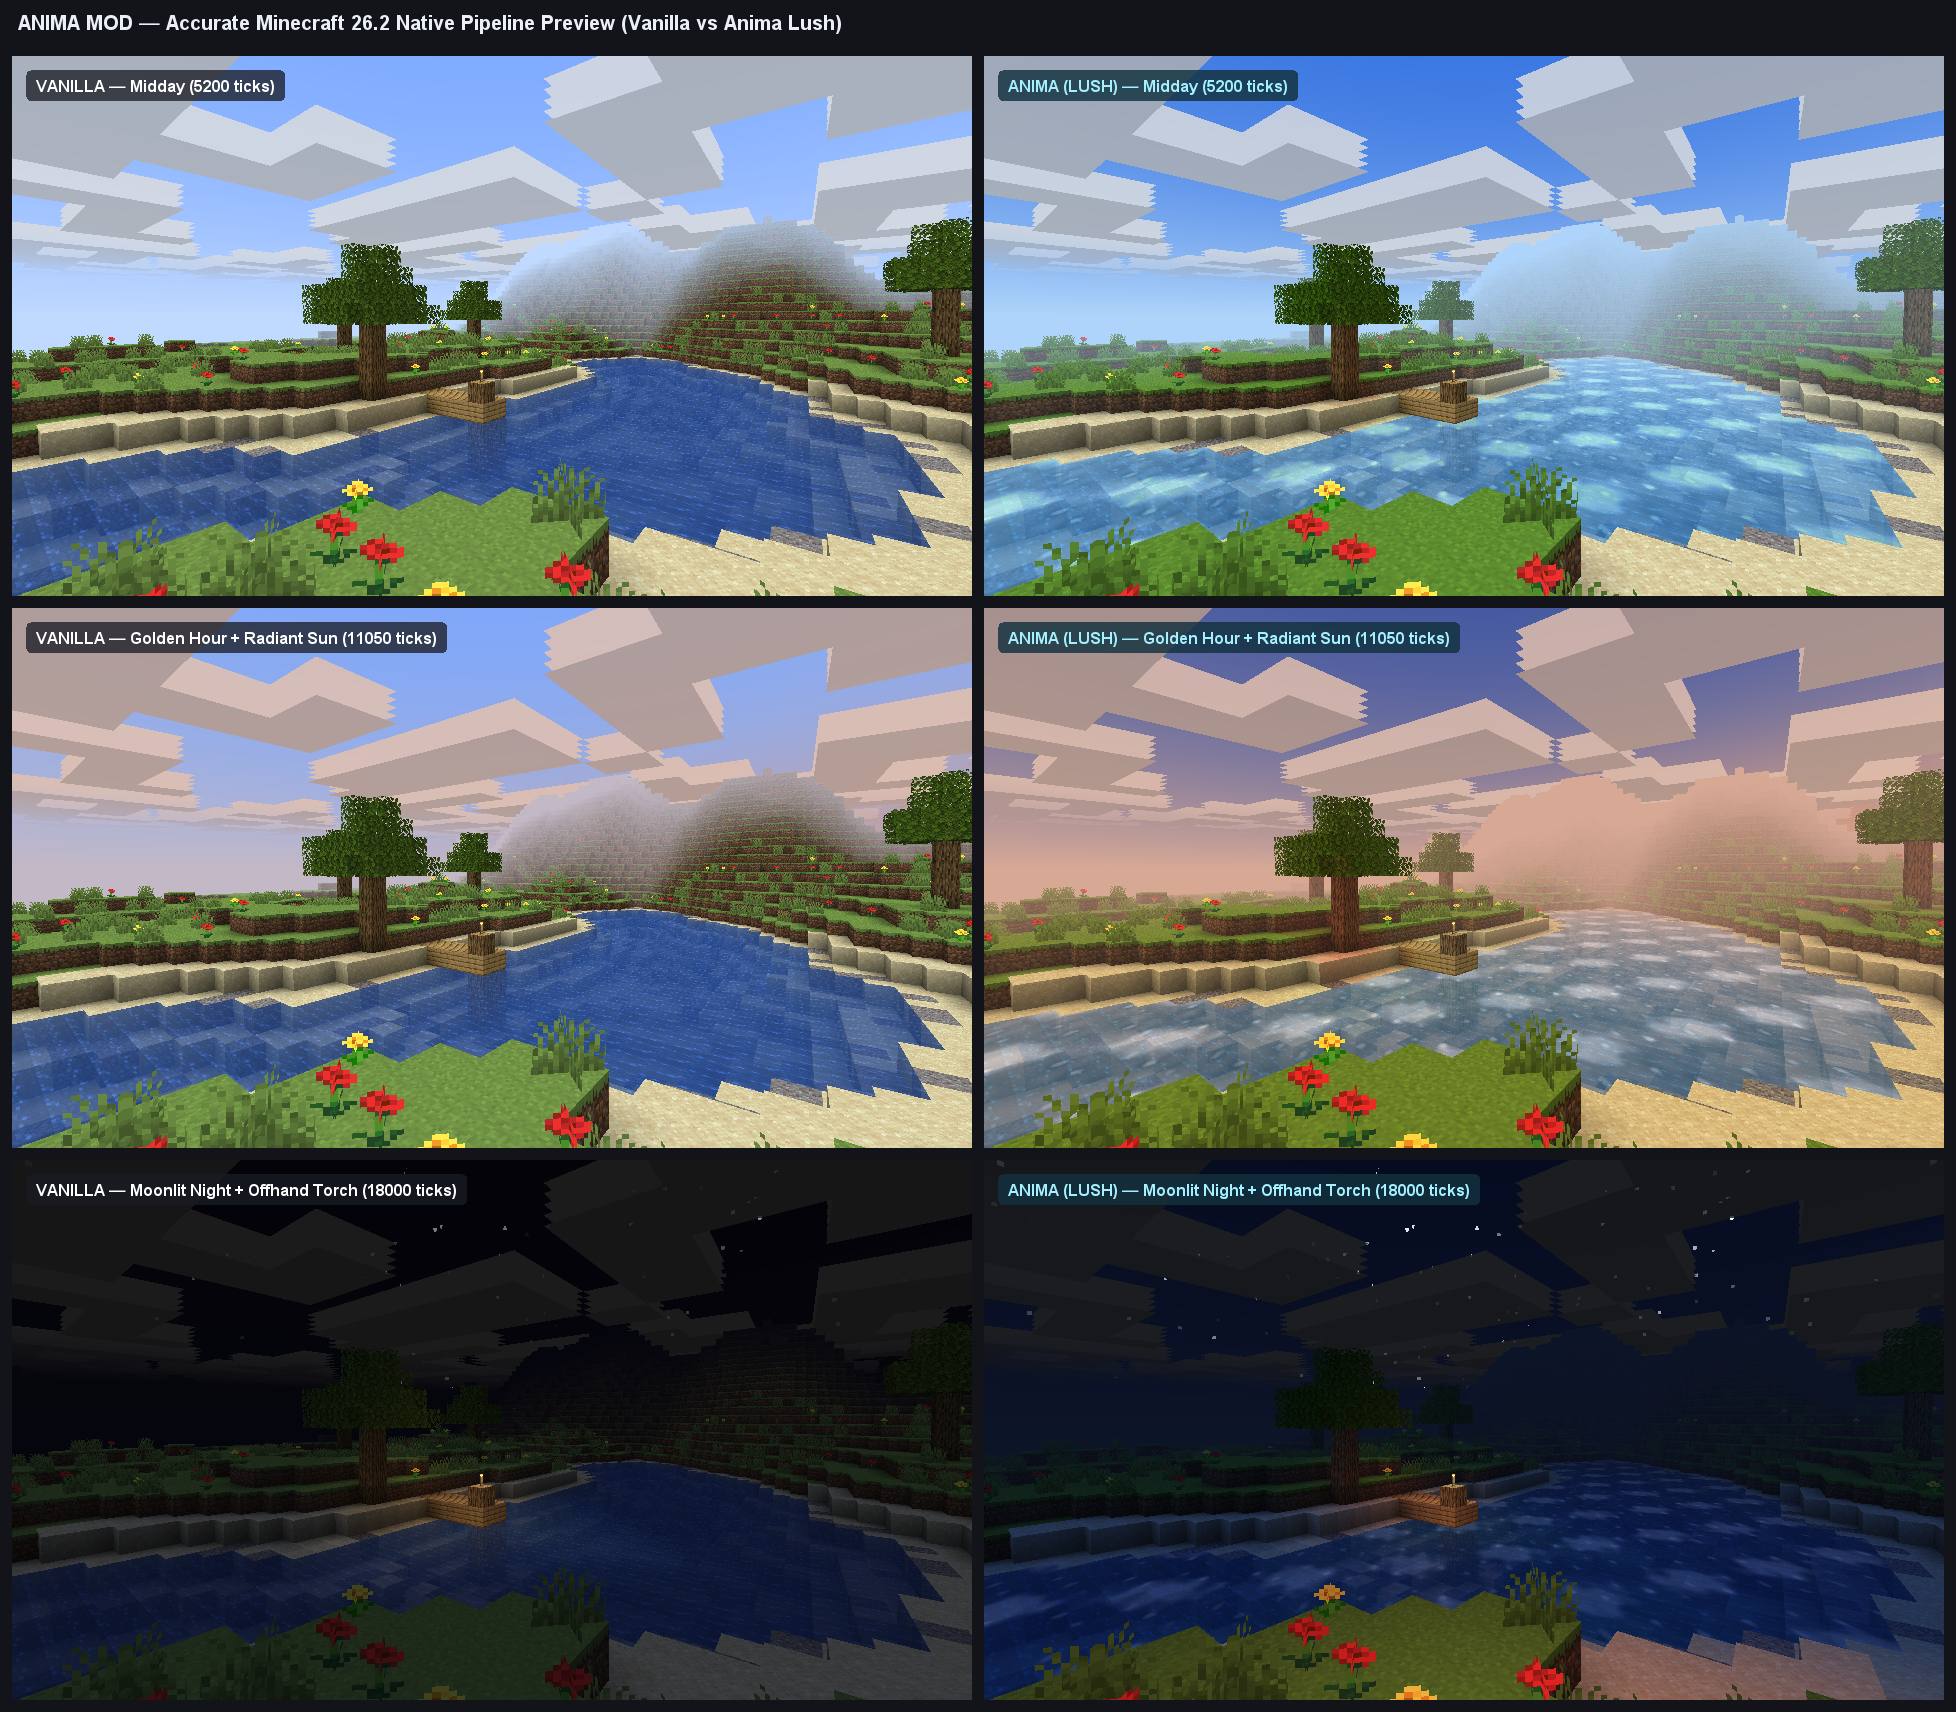 ANIMA MOD — Accurate Minecraft 26.2 Native Pipeline Preview (Vanilla vs Anima Lush)
VANILLA — Midday (5200 ticks)
ANIMA (LUSH) — Midday (5200 ticks)
VANILLA — Golden Hour + Radiant Sun (11050 ticks)
ANIMA (LUSH) — Golden Hour + Radiant Sun (11050 ticks)
VANILLA — Moonlit Night + Offhand Torch (18000 ticks)
ANIMA (LUSH) — Moonlit Night + Offhand Torch (18000 ticks)